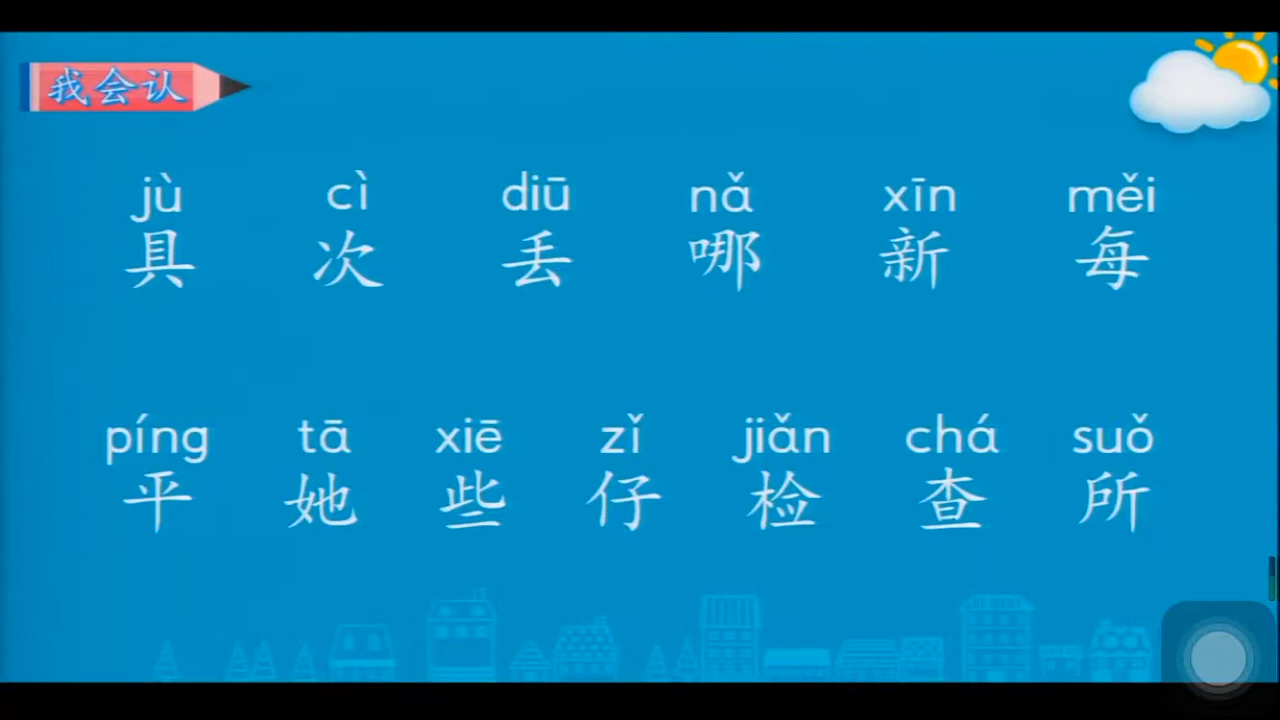 我会认
jù cì diū nǎ xīn měi
具 次 丢 哪 新 每
píng tā xiē zǐ jiǎn chá suǒ
平 她 些 仔 检 查 所